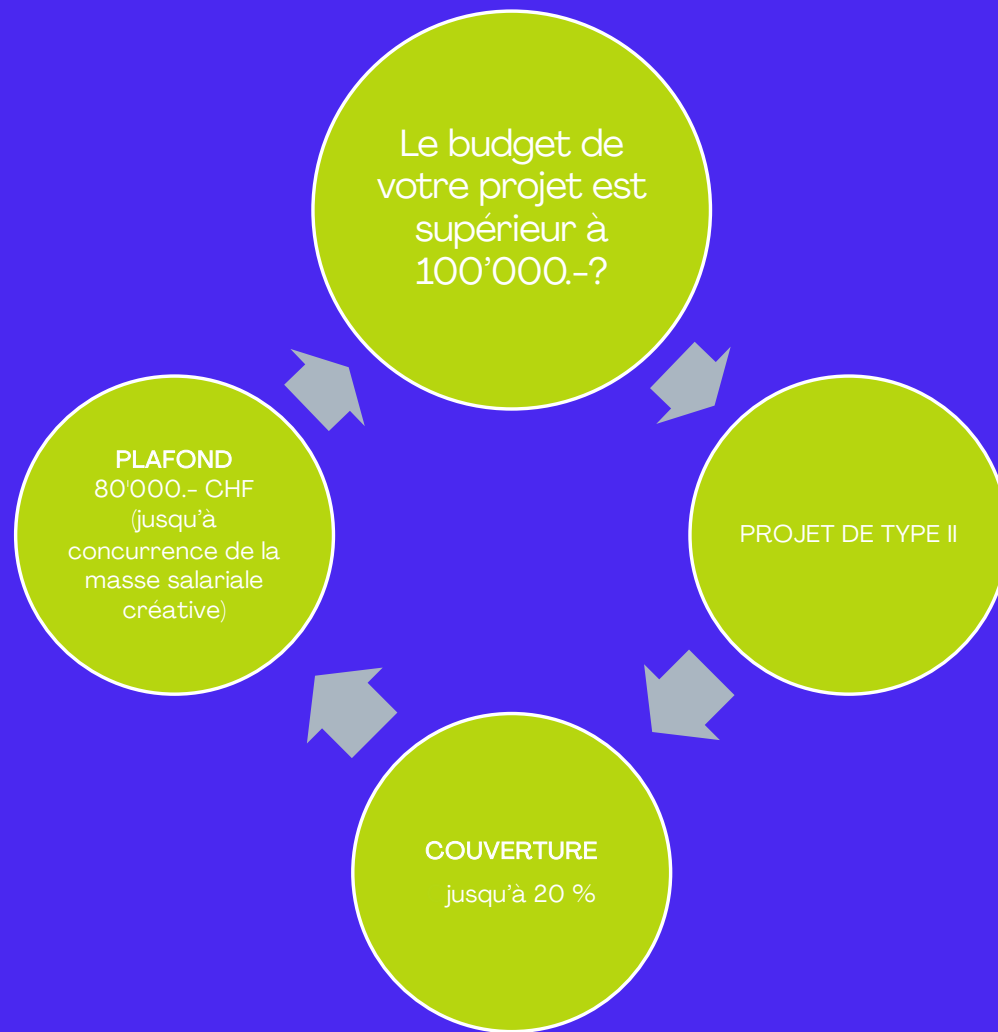 Le budget de
votre projet est
supérieur à
100’000.-?
PROJET DE TYPE II
COUVERTURE
jusqu’à 20 %
PLAFOND
80'000.- CHF
(jusqu’à
concurrence de la
masse salariale
créative)